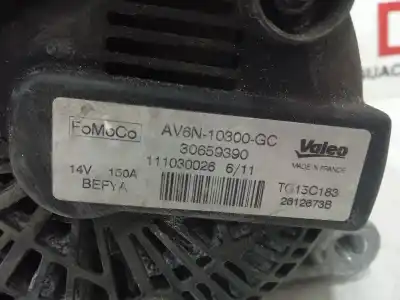 FoMoCo
AV6N-10300-GC
30659390
111030026 6/11
14V 150A
BEFYA
Valeo
MADE IN FRANCE
TG15C183
2612673B